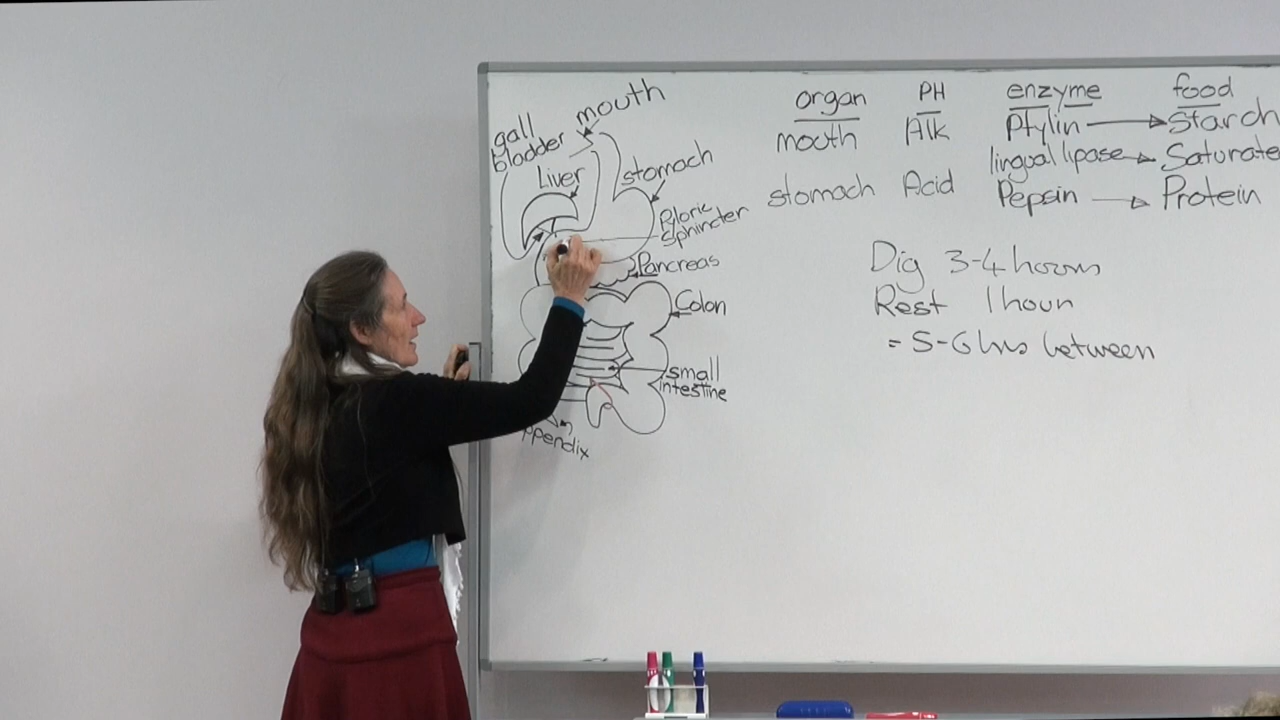 gall
bladder
mouth
Liver
stomach
Pyloric
Sphincter
Pancreas
Colon
small
intestine
ppendix
organ PH enzyme food
mouth Alk Ptylin Starch
lingual lipase Saturate
stomach Acid Pepsin Protein
Dig 3-4 hours
Rest 1 hour
= 5-6 hrs between